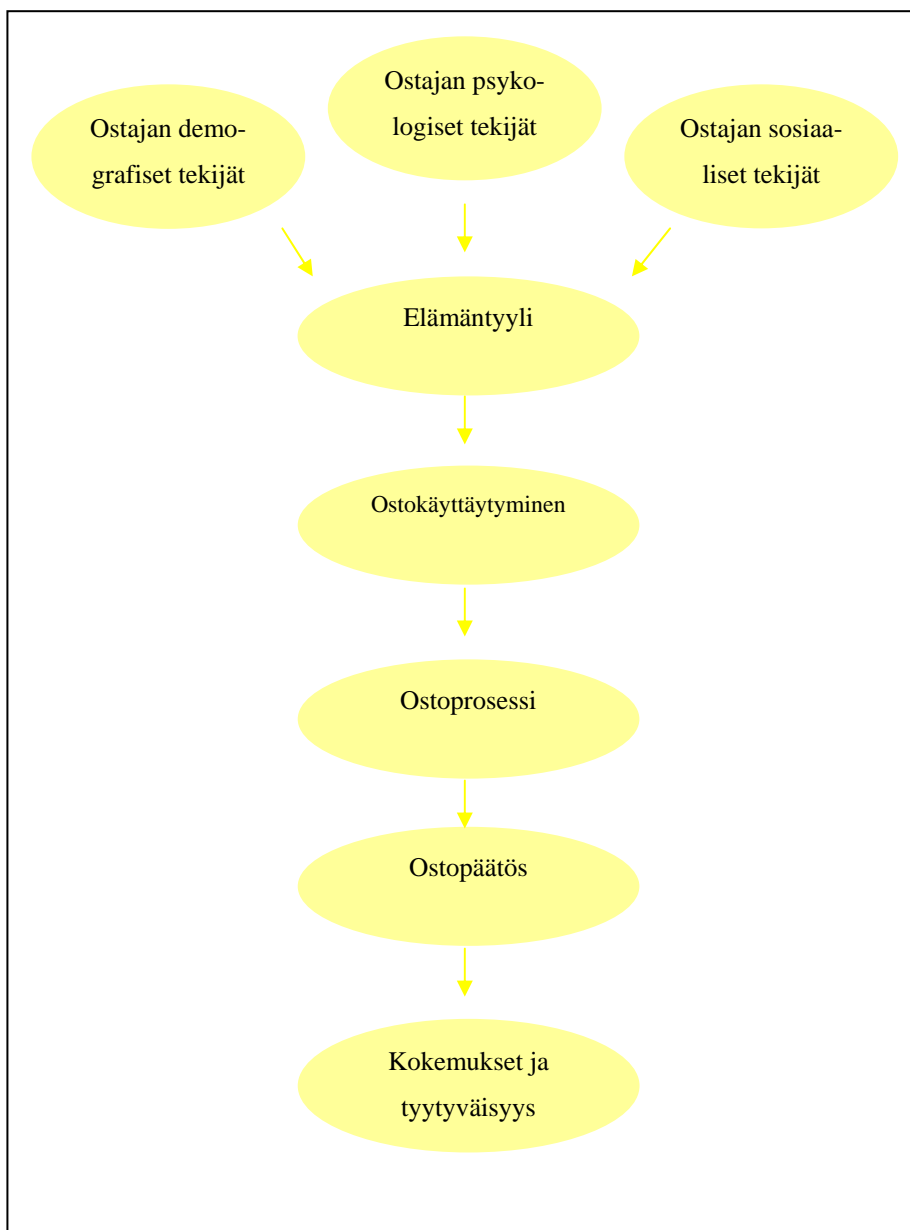 Ostajan demo-
grafiset tekijät
Ostajan psyko-
logiset tekijät
Ostajan sosiaa-
liset tekijät
Elämäntyyli
Ostokäyttäytyminen
Ostoprosessi
Ostopäätös
Kokemukset ja
tyytyväisyys